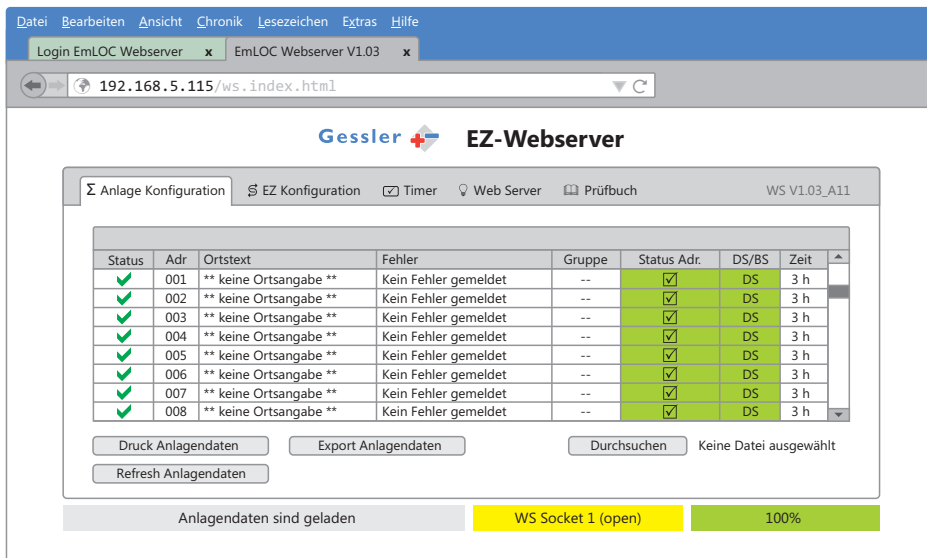 Datei Bearbeiten Ansicht Chronik Lesezeichen Extras Hilfe
Login EmLOC Webserver x EmLOC Webserver V1.03 x
192.168.5.115/ws.index.html
Gessler EZ-Webserver
Σ Anlage Konfiguration EZ Konfiguration Timer Web Server Prüfbuch WS V1.03_A11
Status Adr Ortstext Fehler Gruppe Status Adr. DS/BS Zeit
001 ** keine Ortsangabe ** Kein Fehler gemeldet -- DS 3 h
002 ** keine Ortsangabe ** Kein Fehler gemeldet -- DS 3 h
003 ** keine Ortsangabe ** Kein Fehler gemeldet -- DS 3 h
004 ** keine Ortsangabe ** Kein Fehler gemeldet -- DS 3 h
005 ** keine Ortsangabe ** Kein Fehler gemeldet -- DS 3 h
006 ** keine Ortsangabe ** Kein Fehler gemeldet -- DS 3 h
007 ** keine Ortsangabe ** Kein Fehler gemeldet -- DS 3 h
008 ** keine Ortsangabe ** Kein Fehler gemeldet -- DS 3 h
Druck Anlagendaten Export Anlagendaten Durchsuchen Keine Datei ausgewählt
Refresh Anlagendaten
Anlagendaten sind geladen WS Socket 1 (open) 100%